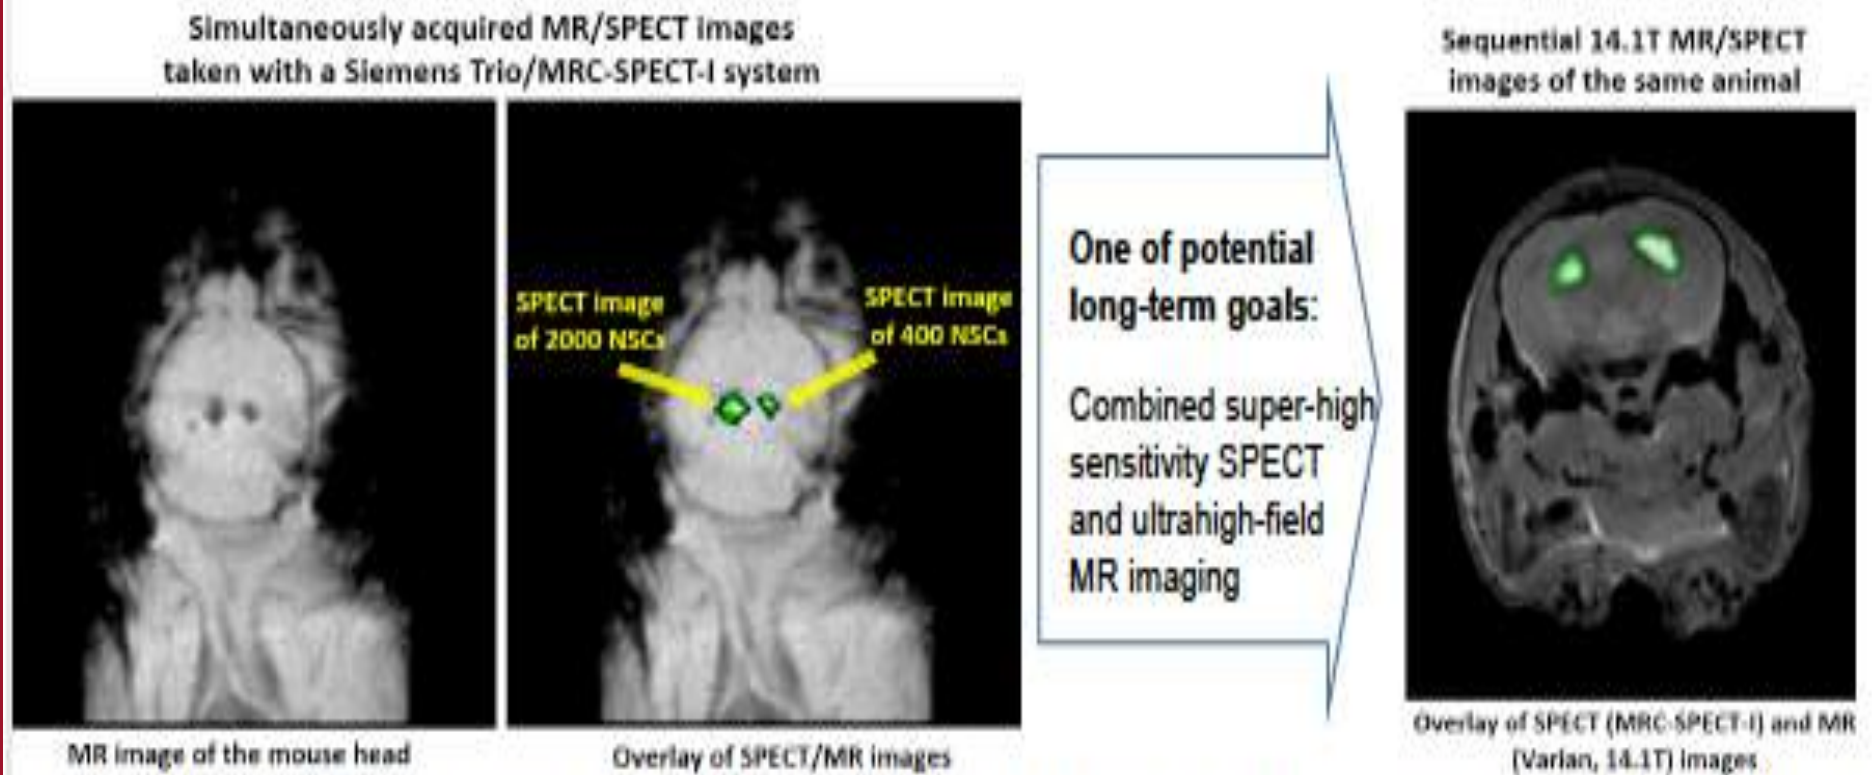 Simultaneously acquired MR/SPECT images
taken with a Siemens Trio/MRC-SPECT-I system
SPECT image
of 2000 NSCs
SPECT image
of 400 NSCs
MR image of the mouse head
Overlay of SPECT/MR images
One of potential
long-term goals:
Combined super-high
sensitivity SPECT
and ultrahigh-field
MR imaging
Sequential 14.1T MR/SPECT
images of the same animal
Overlay of SPECT (MRC-SPECT-I) and MR
(Varian, 14.1T) images